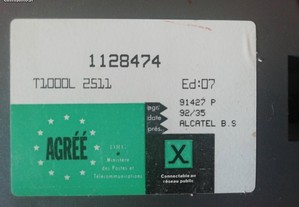 1128474
T1000L 2511 Ed:07
agr: 91427 P
date 92/35
prés. ALCATEL B.S
AGRÉÉ
Ministère
des Postes et
Télécommunications
X
Connectable en
réseau public